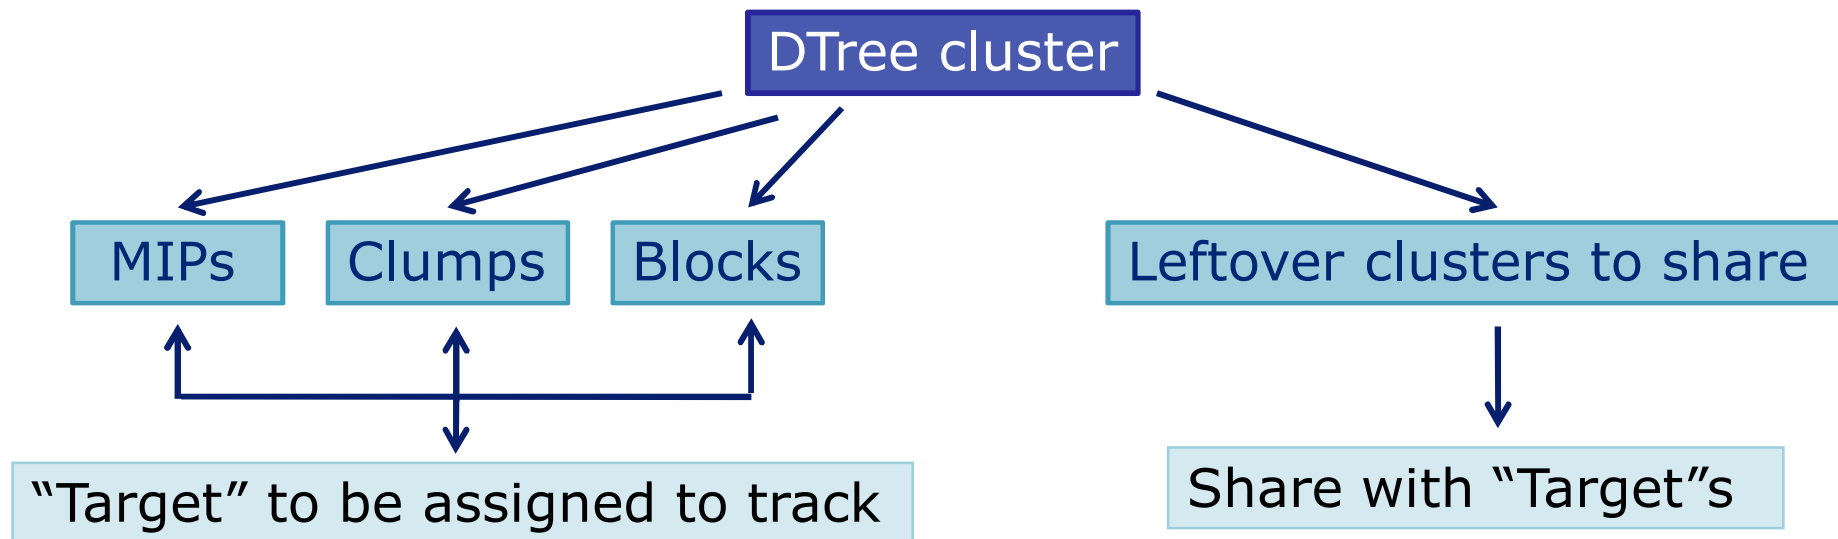 DTree cluster
MIPs
Clumps
Blocks
Leftover clusters to share
“Target” to be assigned to track
Share with “Target”s